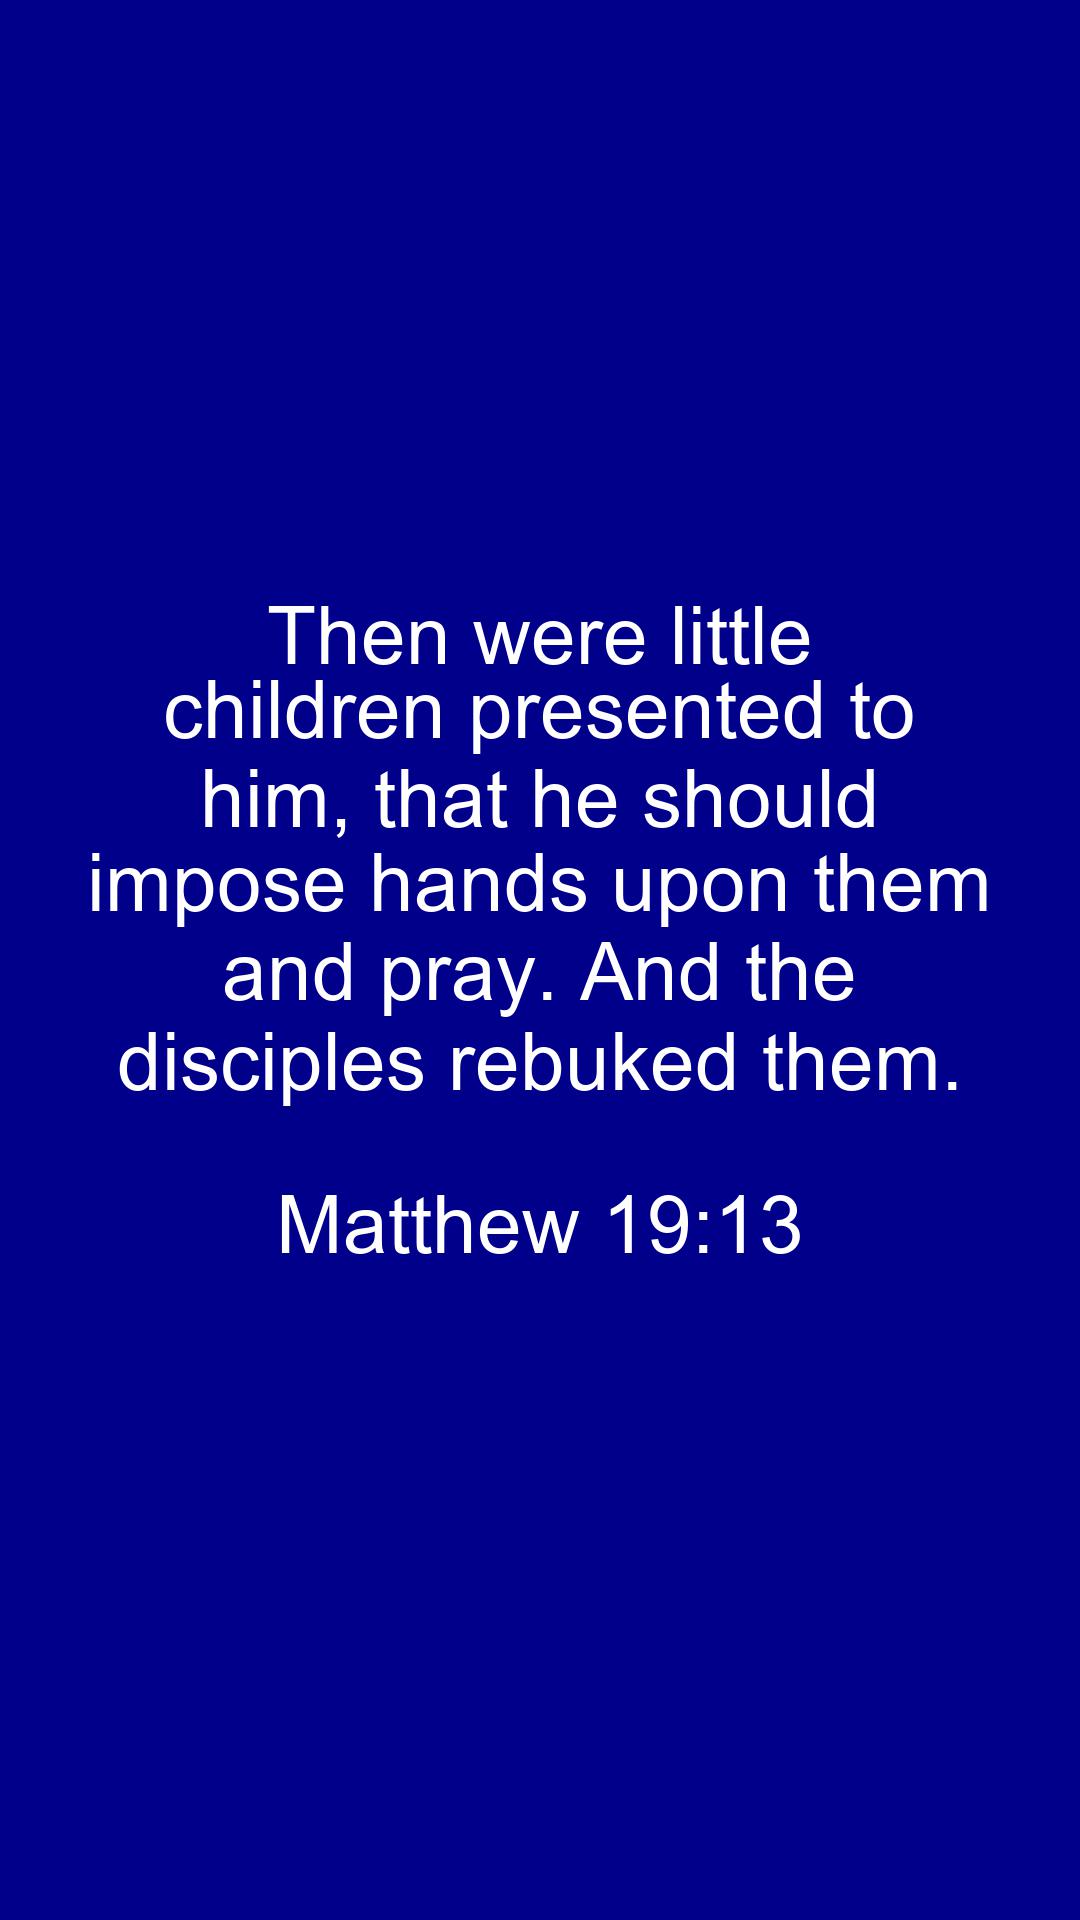 Then were little
children presented to
him, that he should
impose hands upon them
and pray. And the
disciples rebuked them.
Matthew 19:13